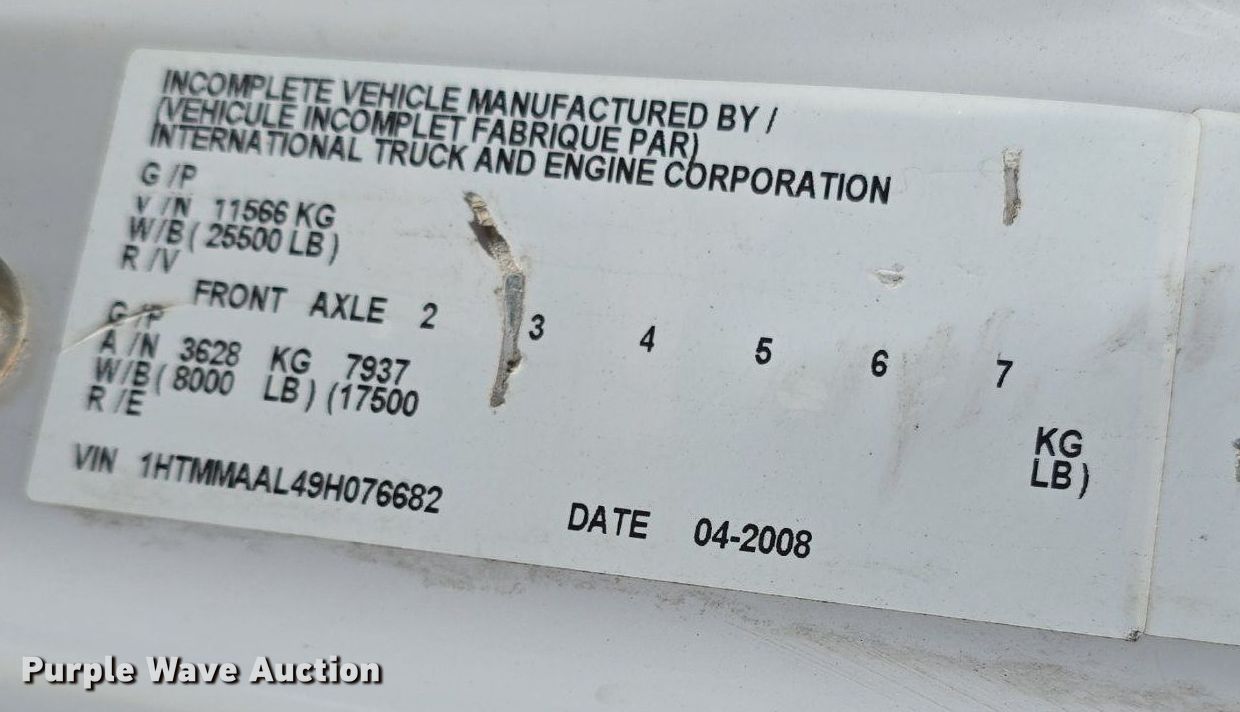 INCOMPLETE VEHICLE MANUFACTURED BY /
(VEHICULE INCOMPLET FABRIQUE PAR)
INTERNATIONAL TRUCK AND ENGINE CORPORATION
G /P
V /N 11566 KG
W/B ( 25500 LB )
R /V
FRONT AXLE 2 3 4 5 6 7
G /P
A /N 3628 KG 7937 KG
W/B ( 8000 LB ) (17500 LB )
R /E
VIN 1HTMMAAL49H076682
DATE 04-2008
Purple Wave Auction